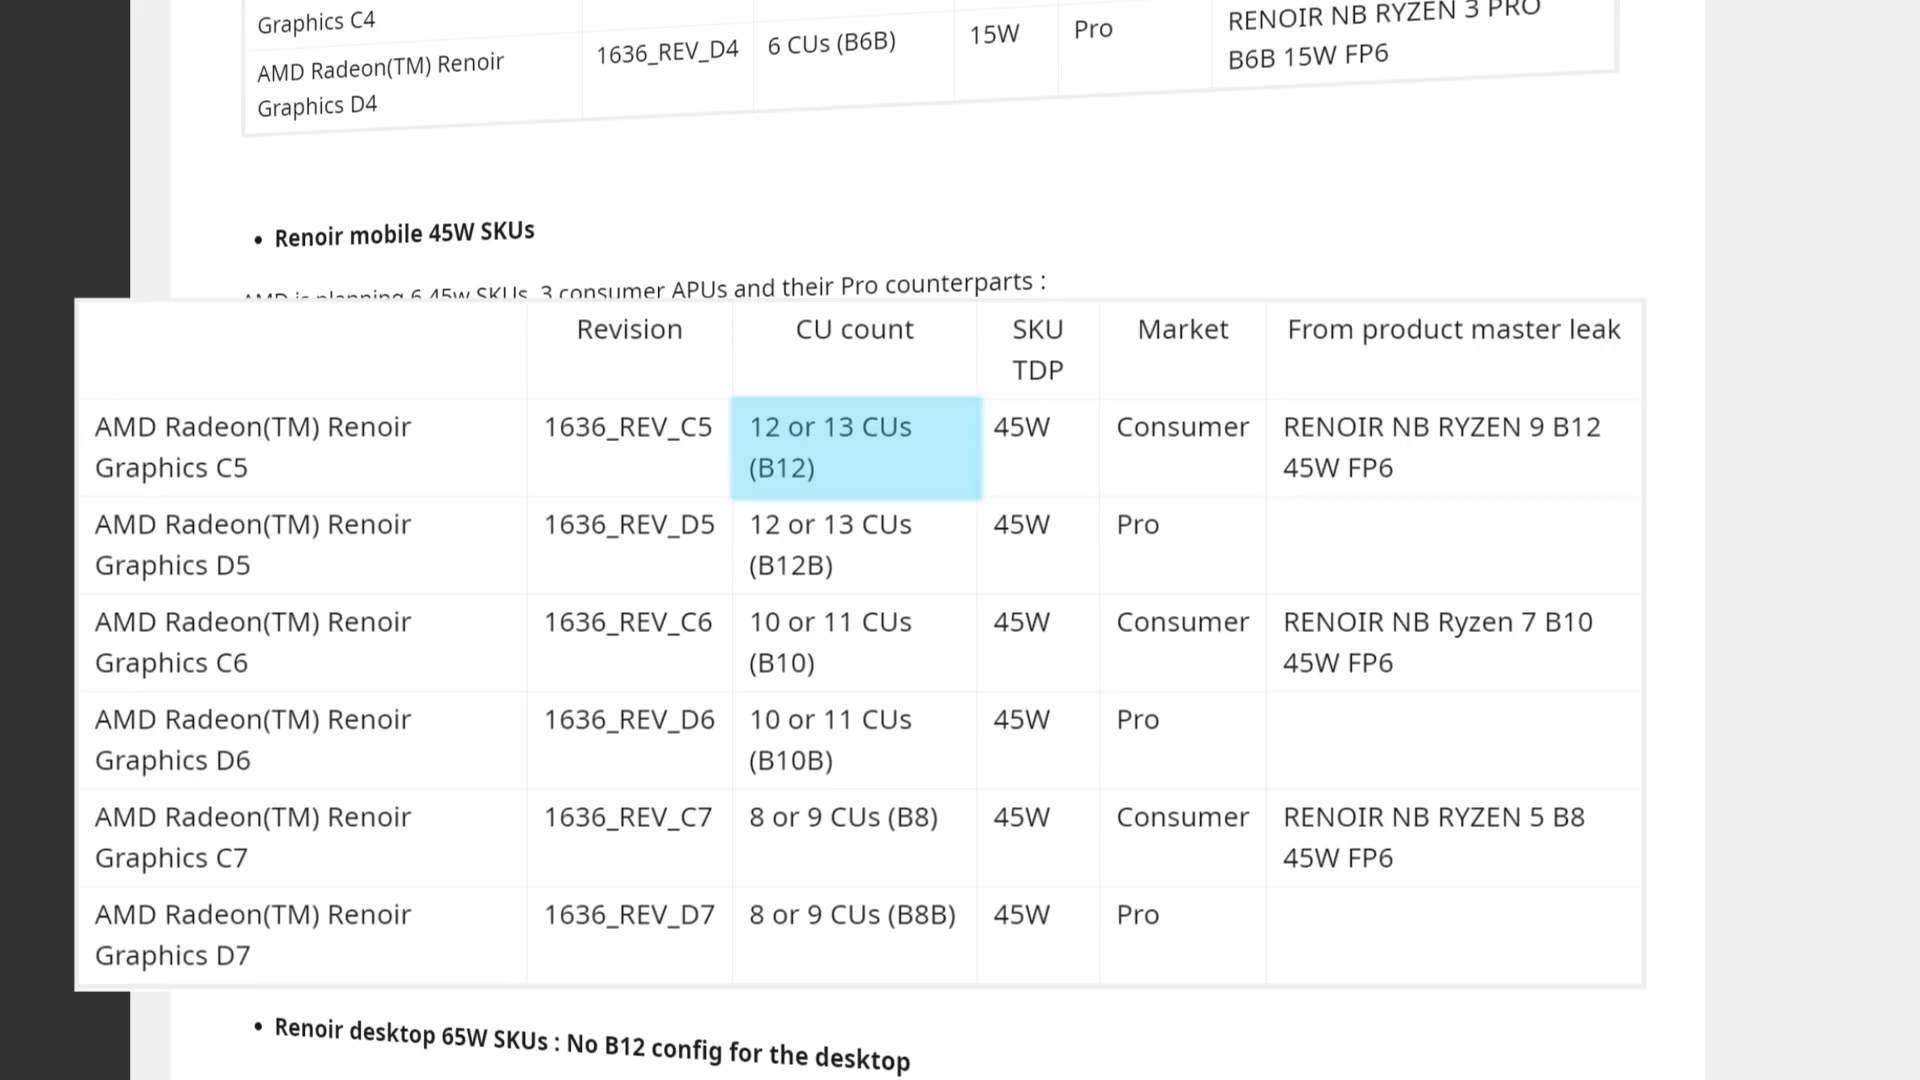 Graphics C4
RENOIR NB RYZEN 3 PRO
AMD Radeon(TM) Renoir 1636_REV_D4 6 CUs (B6B) 15W Pro B6B 15W FP6
Graphics D4
• Renoir mobile 45W SKUs
AMD is planning 6 45w SKUs, 3 consumer APUs and their Pro counterparts :
Revision CU count SKU Market From product master leak
TDP
AMD Radeon(TM) Renoir 1636_REV_C5 12 or 13 CUs 45W Consumer RENOIR NB RYZEN 9 B12
Graphics C5 (B12) 45W FP6
AMD Radeon(TM) Renoir 1636_REV_D5 12 or 13 CUs 45W Pro
Graphics D5 (B12B)
AMD Radeon(TM) Renoir 1636_REV_C6 10 or 11 CUs 45W Consumer RENOIR NB Ryzen 7 B10
Graphics C6 (B10) 45W FP6
AMD Radeon(TM) Renoir 1636_REV_D6 10 or 11 CUs 45W Pro
Graphics D6 (B10B)
AMD Radeon(TM) Renoir 1636_REV_C7 8 or 9 CUs (B8) 45W Consumer RENOIR NB RYZEN 5 B8
Graphics C7 45W FP6
AMD Radeon(TM) Renoir 1636_REV_D7 8 or 9 CUs (B8B) 45W Pro
Graphics D7
• Renoir desktop 65W SKUs : No B12 config for the desktop